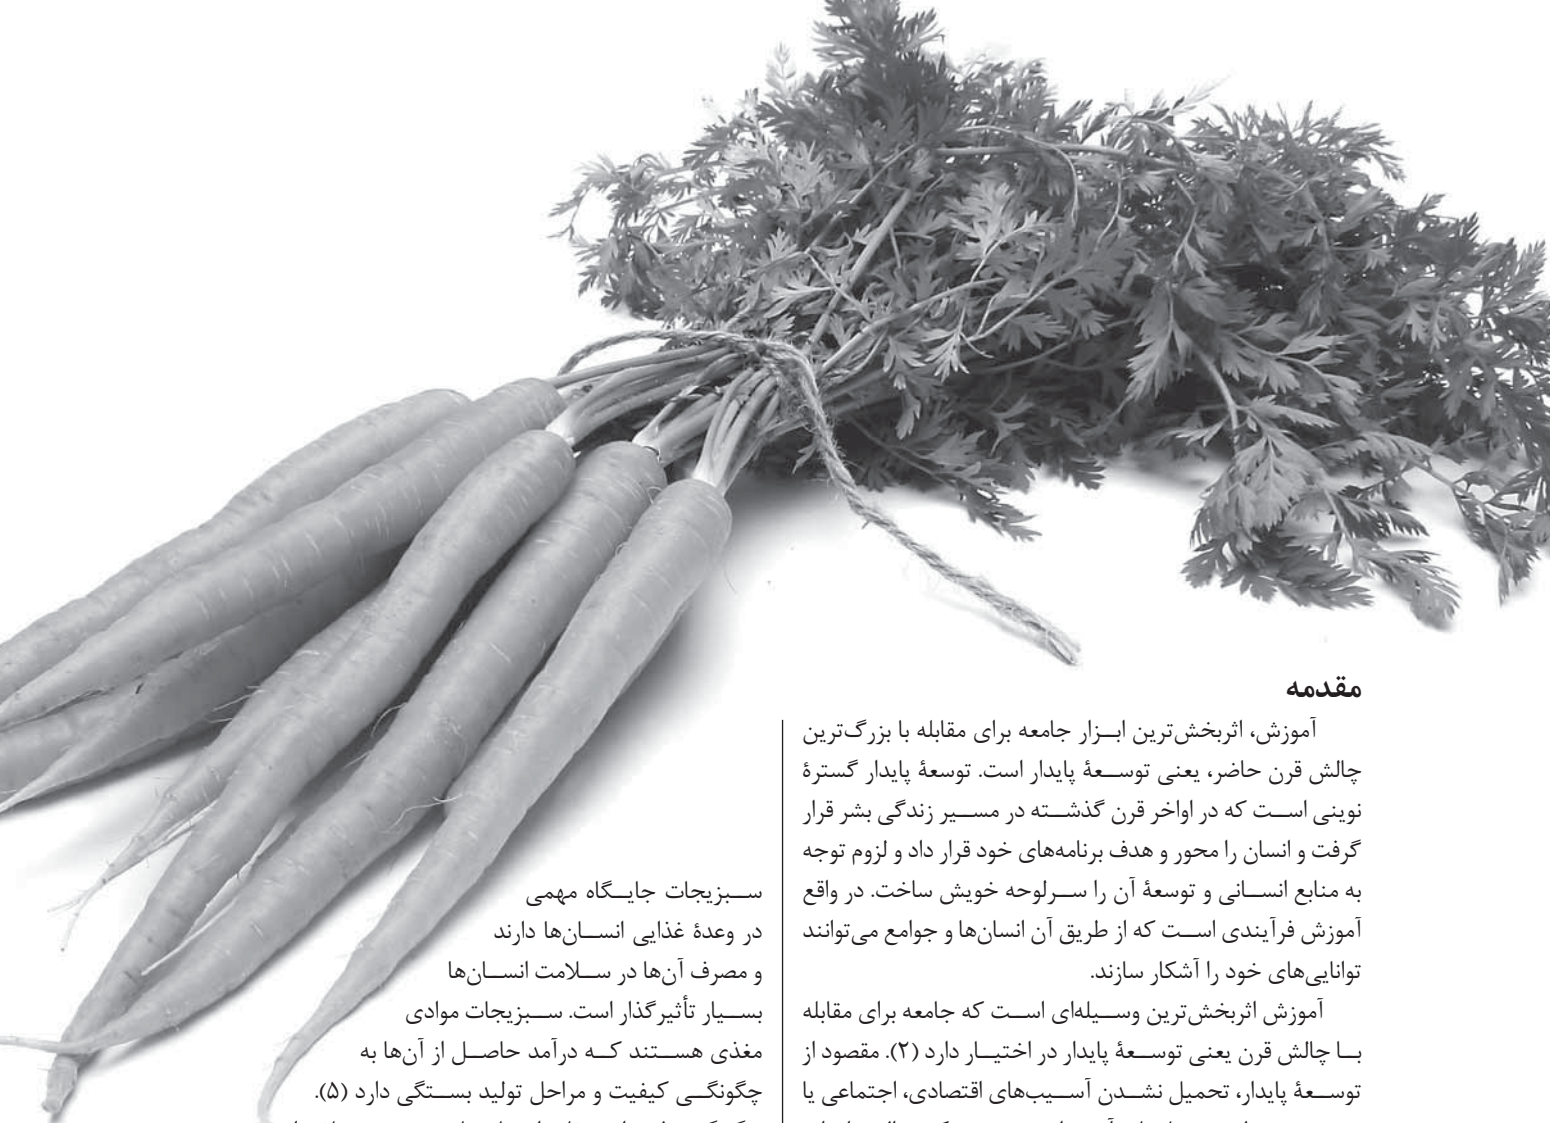 مقدمه
آموزش، اثربخش‌ترین ابـزار جامعه برای مقابله با بزرگ‌ترین
چالش قرن حاضر، یعنی توسـعۀ پایدار است. توسعۀ پایدار گسترۀ
نوینی اسـت که در اواخر قرن گذشـته در مسـیر زندگی بشر قرار
گرفت و انسان را محور و هدف برنامه‌های خود قرار داد و لزوم توجه
به منابع انسـانی و توسعۀ آن را سـرلوحه خویش ساخت. در واقع
آموزش فرآیندی اسـت که از طریق آن انسان‌ها و جوامع می‌توانند
توانایی‌های خود را آشکار سازند.
آموزش اثربخش‌ترین وسـیله‌ای اسـت که جامعه برای مقابله
بـا چالش قرن یعنی توسـعۀ پایدار در اختیـار دارد (۲). مقصود از
توسـعۀ پایدار، تحمیل نشـدن آسـیب‌های اقتصادی، اجتماعی یا
سـبزیجات جایـگاه مهمی
در وعدۀ غذایی انسـان‌ها دارند
و مصرف آن‌ها در سـلامت انسـان‌ها
بسـیار تأثیرگذار است. سـبزیجات موادی
مغذی هسـتند کـه درآمد حاصـل از آن‌ها به
چگونگـی کیفیت و مراحل تولید بسـتگی دارد (۵).